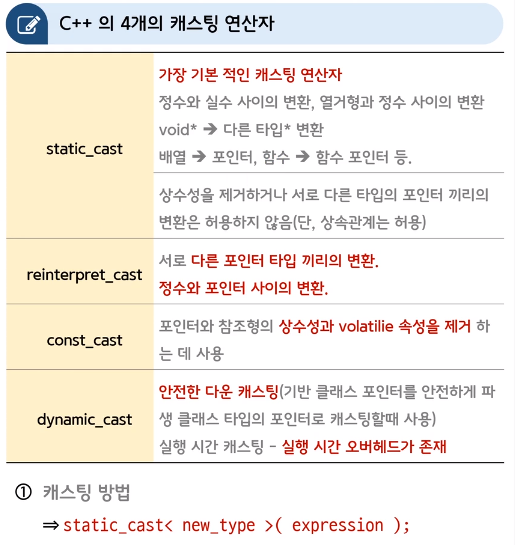 C++ 의 4개의 캐스팅 연산자
static_cast
가장 기본 적인 캐스팅 연산자
정수와 실수 사이의 변환, 열거형과 정수 사이의 변환
void* ➔ 다른 타입* 변환
배열 ➔ 포인터, 함수 ➔ 함수 포인터 등.
상수성을 제거하거나 서로 다른 타입의 포인터 끼리의
변환은 허용하지 않음(단, 상속관계는 허용)
reinterpret_cast
서로 다른 포인터 타입 끼리의 변환.
정수와 포인터 사이의 변환.
const_cast
포인터와 참조형의 상수성과 volatilie 속성을 제거 하
는 데 사용
dynamic_cast
안전한 다운 캐스팅(기반 클래스 포인터를 안전하게 파
생 클래스 타입의 포인터로 캐스팅할때 사용)
실행 시간 캐스팅 - 실행 시간 오버헤드가 존재
① 캐스팅 방법
⇒ static_cast< new_type >( expression );